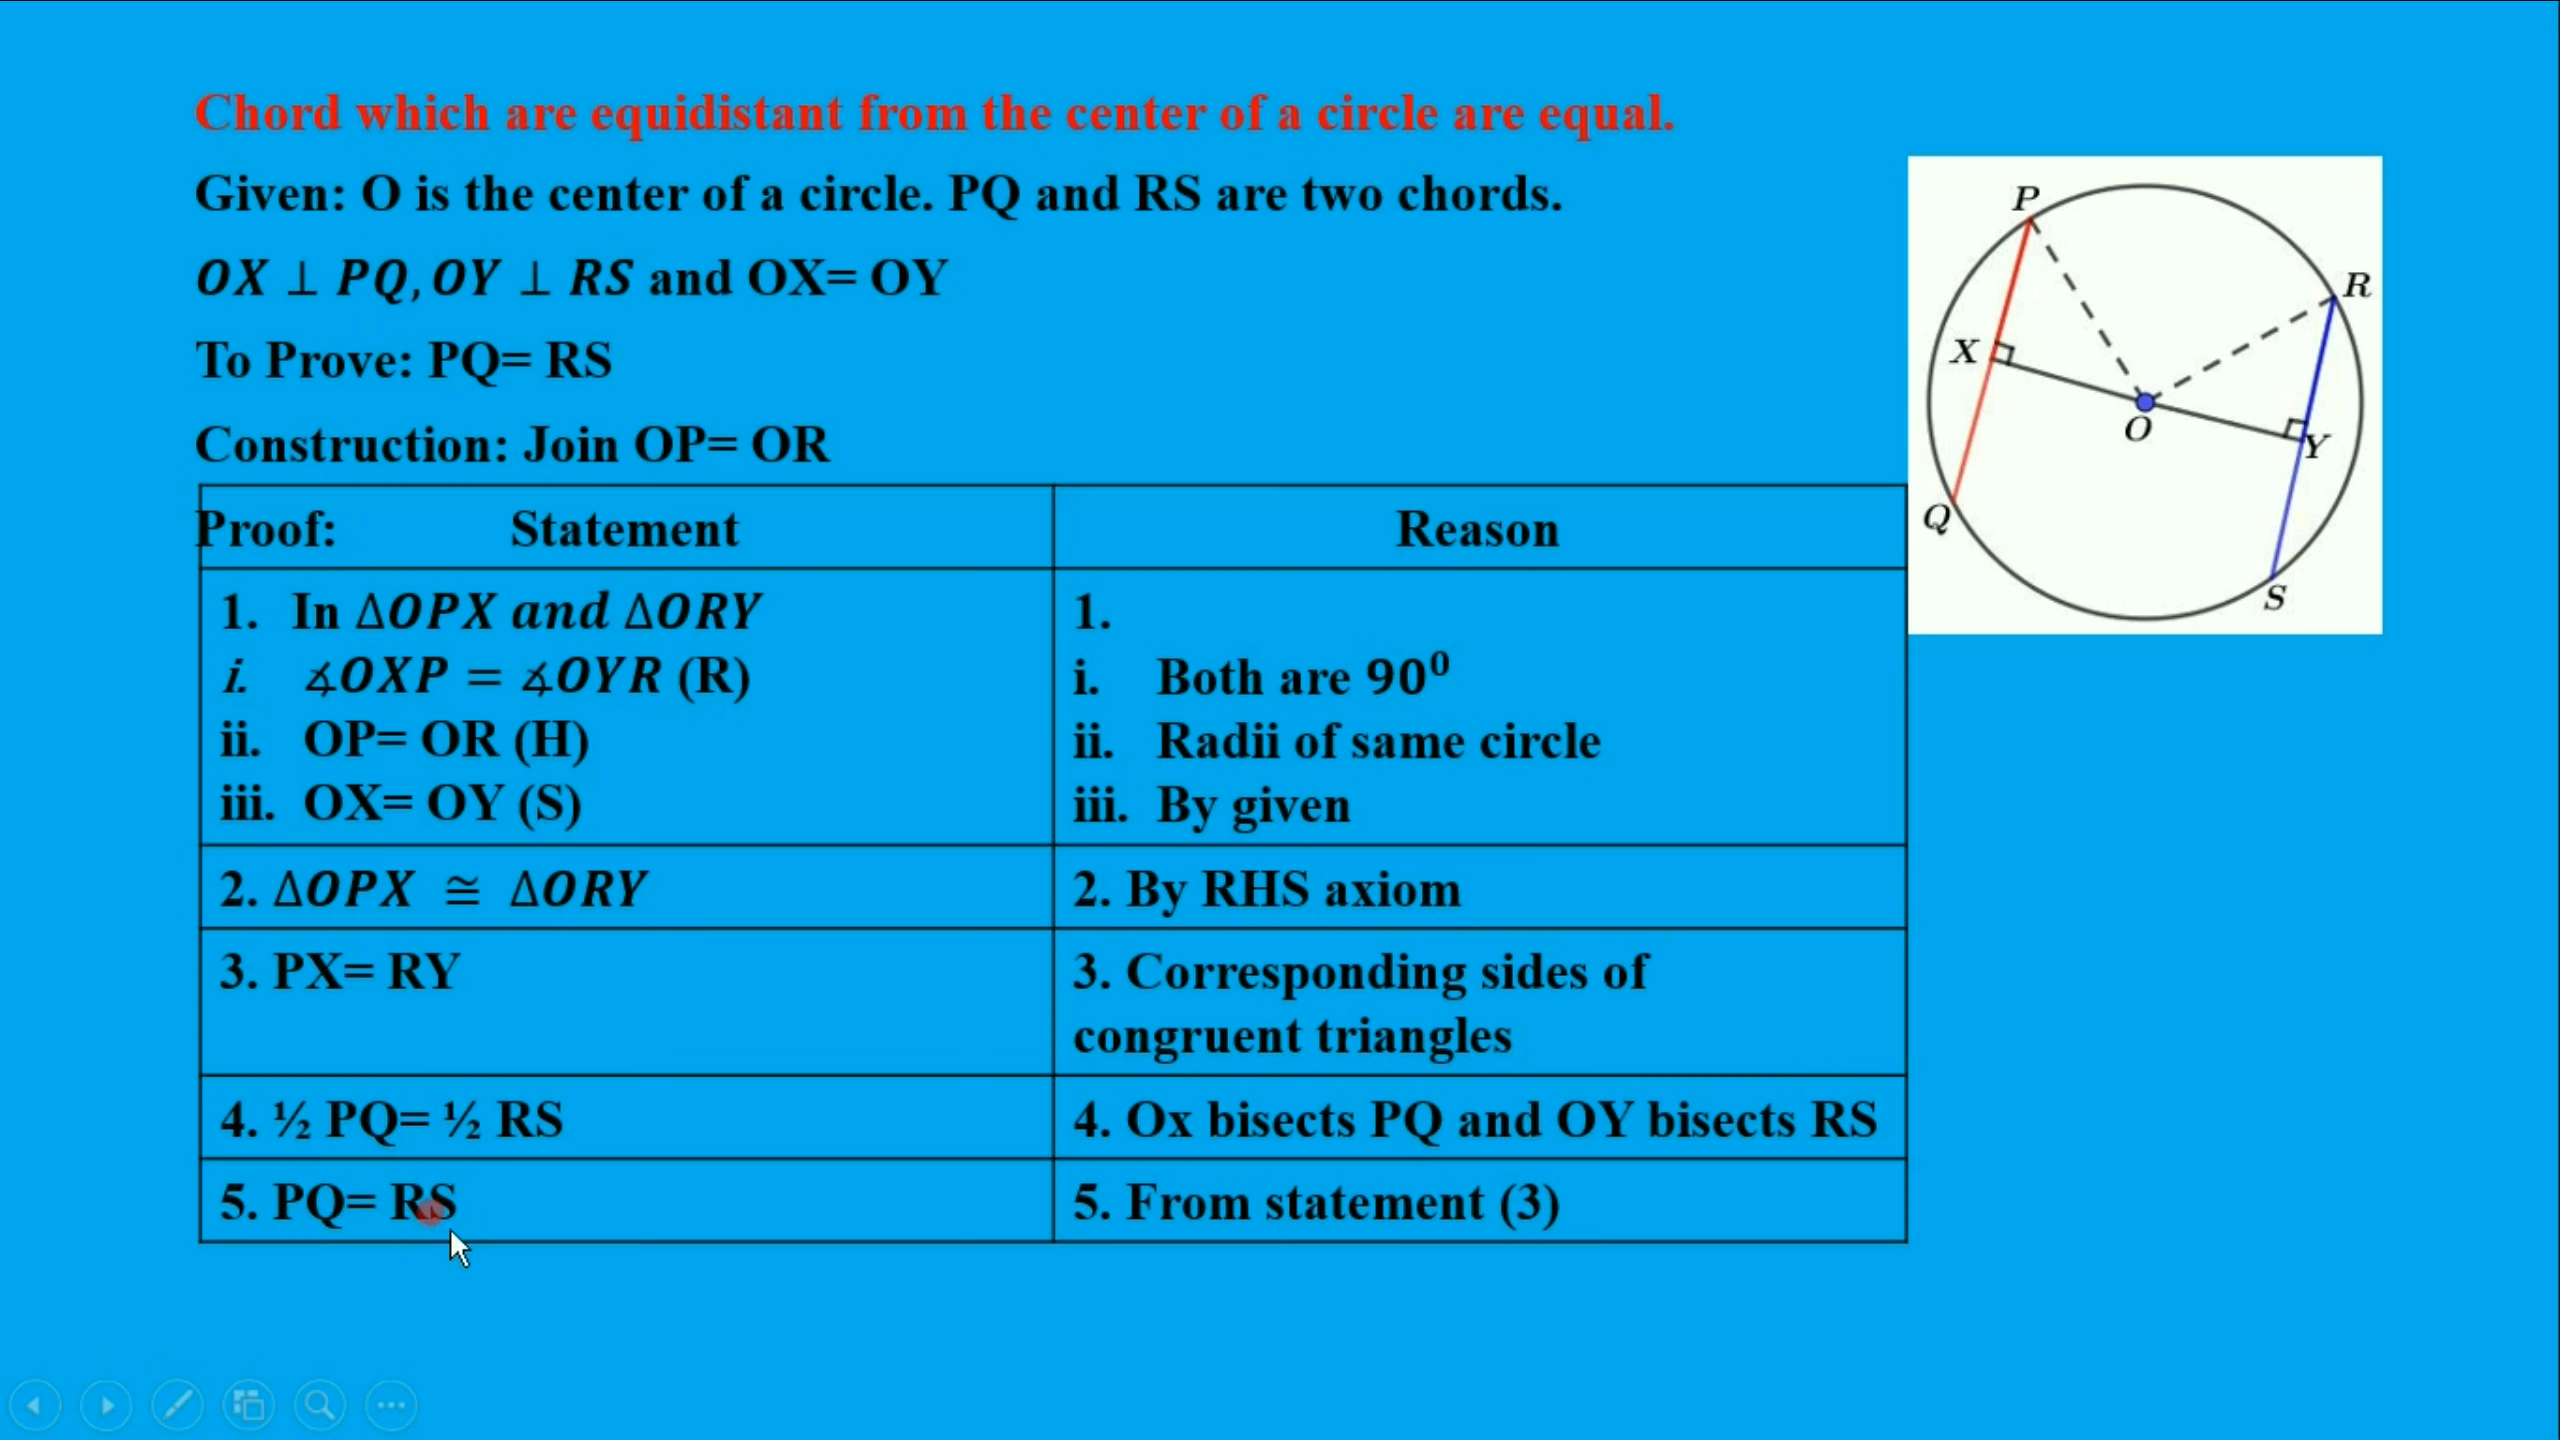 Chord which are equidistant from the center of a circle are equal.
Given: O is the center of a circle. PQ and RS are two chords.
OX ⊥ PQ, OY ⊥ RS and OX= OY
To Prove: PQ= RS
Construction: Join OP= OR
Proof: Statement
Reason
1. In ΔOPX and ΔORY
i. ∡OXP = ∡OYR (R)
ii. OP= OR (H)
iii. OX= OY (S)
1.
i. Both are 90⁰
ii. Radii of same circle
iii. By given
2. ΔOPX ≅ ΔORY
2. By RHS axiom
3. PX= RY
3. Corresponding sides of
congruent triangles
4. ½ PQ= ½ RS
4. Ox bisects PQ and OY bisects RS
5. PQ= RS
5. From statement (3)
P
R
X
O
Y
Q
S